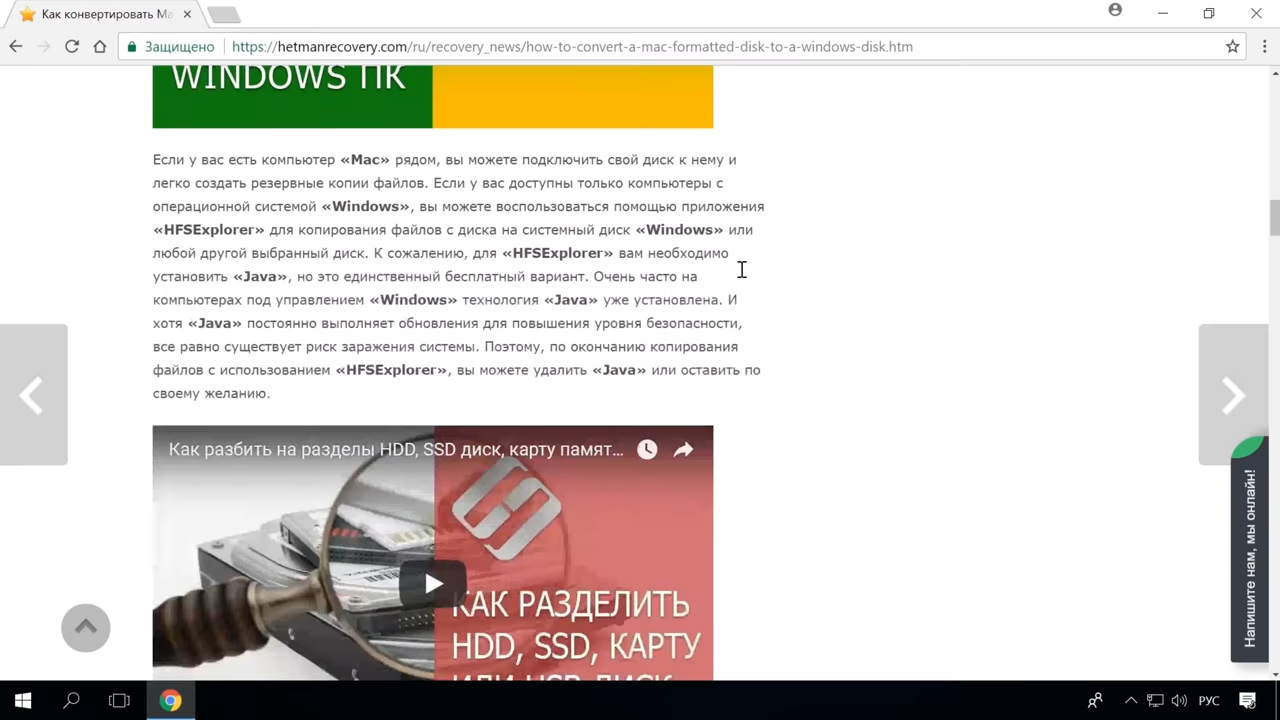 Как конвертировать Ma
Защищено
https://hetmanrecovery.com/ru/recovery_news/how-to-convert-a-mac-formatted-disk-to-a-windows-disk.htm
WINDOWS ПК
Если у вас есть компьютер «Mac» рядом, вы можете подключить свой диск к нему и
легко создать резервные копии файлов. Если у вас доступны только компьютеры с
операционной системой «Windows», вы можете воспользоваться помощью приложения
«HFSExplorer» для копирования файлов с диска на системный диск «Windows» или
любой другой выбранный диск. К сожалению, для «HFSExplorer» вам необходимо
установить «Java», но это единственный бесплатный вариант. Очень часто на
компьютерах под управлением «Windows» технология «Java» уже установлена. И
хотя «Java» постоянно выполняет обновления для повышения уровня безопасности,
все равно существует риск заражения системы. Поэтому, по окончанию копирования
файлов с использованием «HFSExplorer», вы можете удалить «Java» или оставить по
своему желанию.
Как разбить на разделы HDD, SSD диск, карту памят...
КАК РАЗДЕЛИТЬ
HDD, SSD, КАРТУ
ИЛИ USB ДИСК
Напишите нам, мы онлайн!
РУС